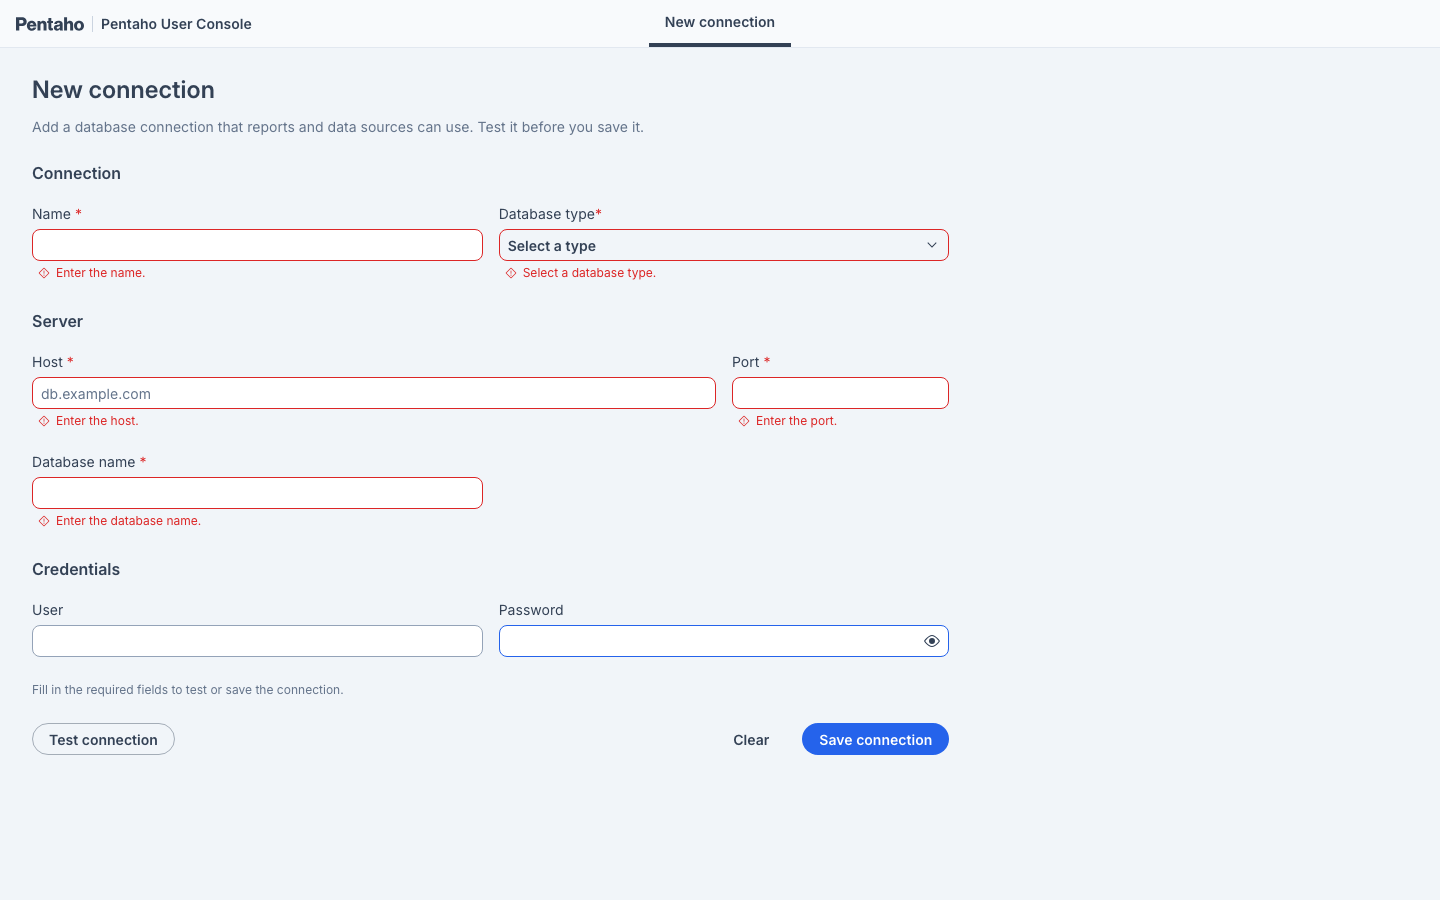 Pentaho Pentaho User Console New connection
New connection
Add a database connection that reports and data sources can use. Test it before you save it.
Connection
Name * Database type*
Select a type
Enter the name. Select a database type.
Server
Host * Port *
db.example.com
Enter the host. Enter the port.
Database name *
Enter the database name.
Credentials
User Password
Fill in the required fields to test or save the connection.
Test connection Clear Save connection